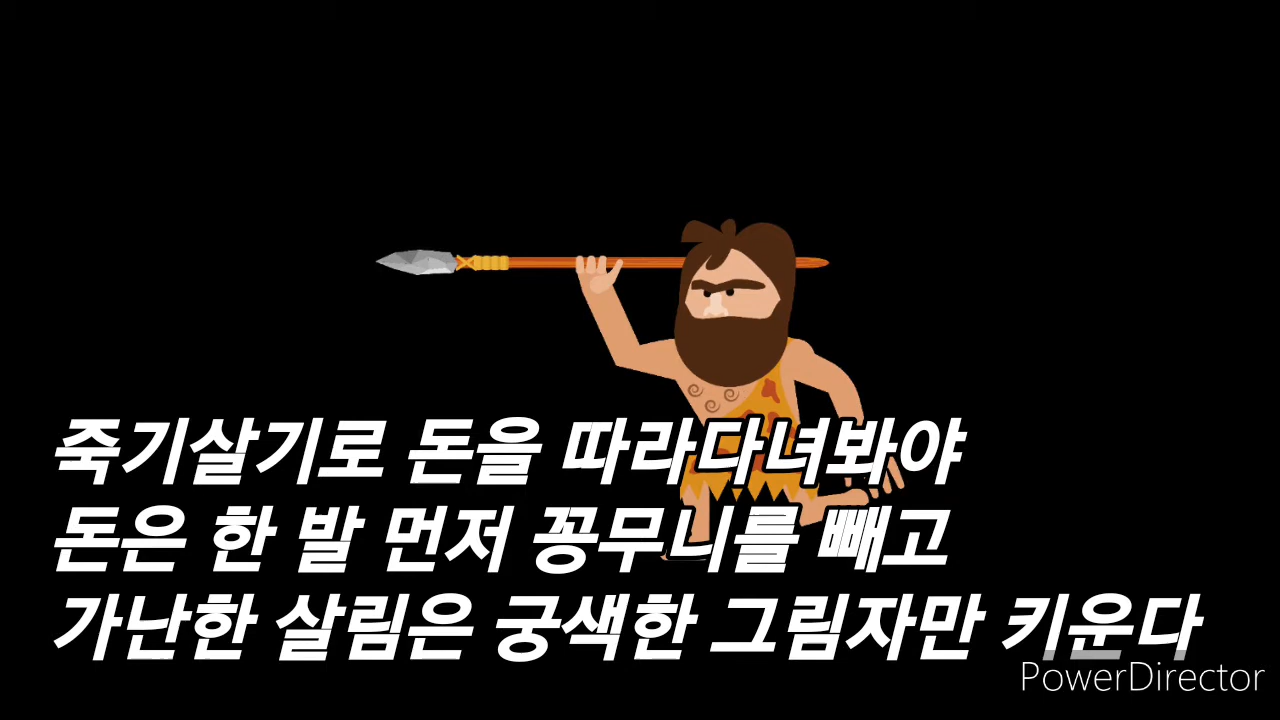 죽기살기로 돈을 따라다녀봐야
돈은 한 발 먼저 꽁무니를 빼고
가난한 살림은 궁색한 그림자만 키운다
PowerDirector